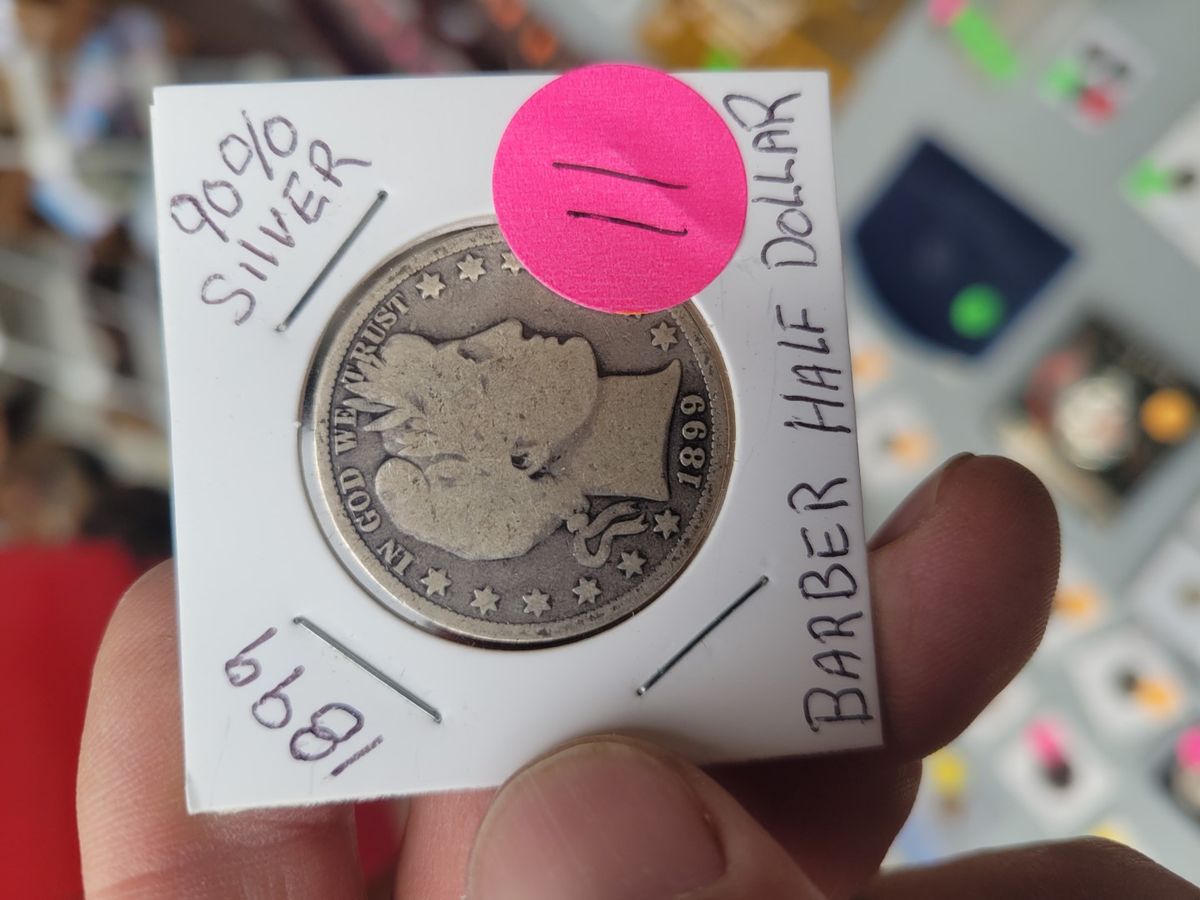 90%
SILVER
11
BARBER HALF DOLLAR
IN GOD WE TRUST
1899
1899